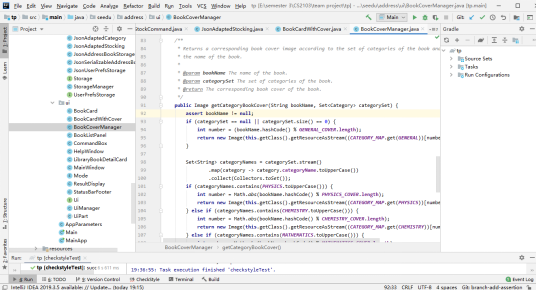 File Edit View Navigate Code Analyze Refactor Build Run Tools VCS Window Help
tp [E:\semester 3\CS2103\team project\tp] - ...\seedu\address\ui\BookCoverManager.java [tp.main]
tp src main java seedu address ui BookCoverManager
Main
Git:
Project
bookCommand.java
JsonAdaptedStocking.java
BookCardWithCover.java
BookCoverManager.java
Gradle
JsonAdaptedCategory
JsonAdaptedStocking
JsonAddressBookStorage
JsonSerializableAddressBook
JsonUserPrefsStorage
Storage
StorageManager
UserPrefsStorage
ui
BookCard
BookCardWithCover
BookCoverManager
BookListPanel
CommandBox
HelpWindow
LibraryBookDetailCard
MainWindow
Mode
ResultDisplay
StatusBarFooter
Ui
UiManager
UiPart
AppParameters
Main
MainApp
resources
/**
* Returns a corresponding book cover image according to the set of categories of the book and
* the name of the book.
*
* @param bookName The name of the book.
* @param categorySet The set of categories of the book.
* @return The corresponding book cover.
*/
public Image getCategoryBookCover(String bookName, Set<Category> categorySet) {
assert bookName != null;
if (categorySet == null || categorySet.size() == 0) {
int number = (bookName.hashCode() % GENERAL_COVER.length);
return new Image(this.getClass().getResourceAsStream((CATEGORY_MAP.get(GENERAL)[numb
}
Set<String> categoryNames = categorySet.stream()
.map(category -> category.categoryName.toUpperCase())
.collect(Collectors.toSet());
if (categoryNames.contains(PHYSICS.toUpperCase())) {
int number = Math.abs(bookName.hashCode() % PHYSICS_COVER.length);
return new Image(this.getClass().getResourceAsStream((CATEGORY_MAP.get(PHYSICS))[numb
} else if (categoryNames.contains(CHEMISTRY.toUpperCase())) {
int number = Math.abs(bookName.hashCode() % CHEMISTRY_COVER.length);
return new Image(this.getClass().getResourceAsStream((CATEGORY_MAP.get(CHEMISTRY))[num
} else if (categoryNames.contains(MATHEMATICS.toUpperCase())) {
BookCoverManager › getCategoryBookCover()
tp
Source Sets
Tasks
Run Configurations
Run: tp [checkstyleTest]
tp [checkstyleTest]:
19:36:55: Task execution finished 'checkstyleTest'.
4: Run 6: TODO 9: Version Control CheckStyle Terminal Build Event Log
IntelliJ IDEA 2019.3.5 available // Update... (today 19:15)
92:33 CRLF UTF-8 4 spaces Git: branch-add-assertion